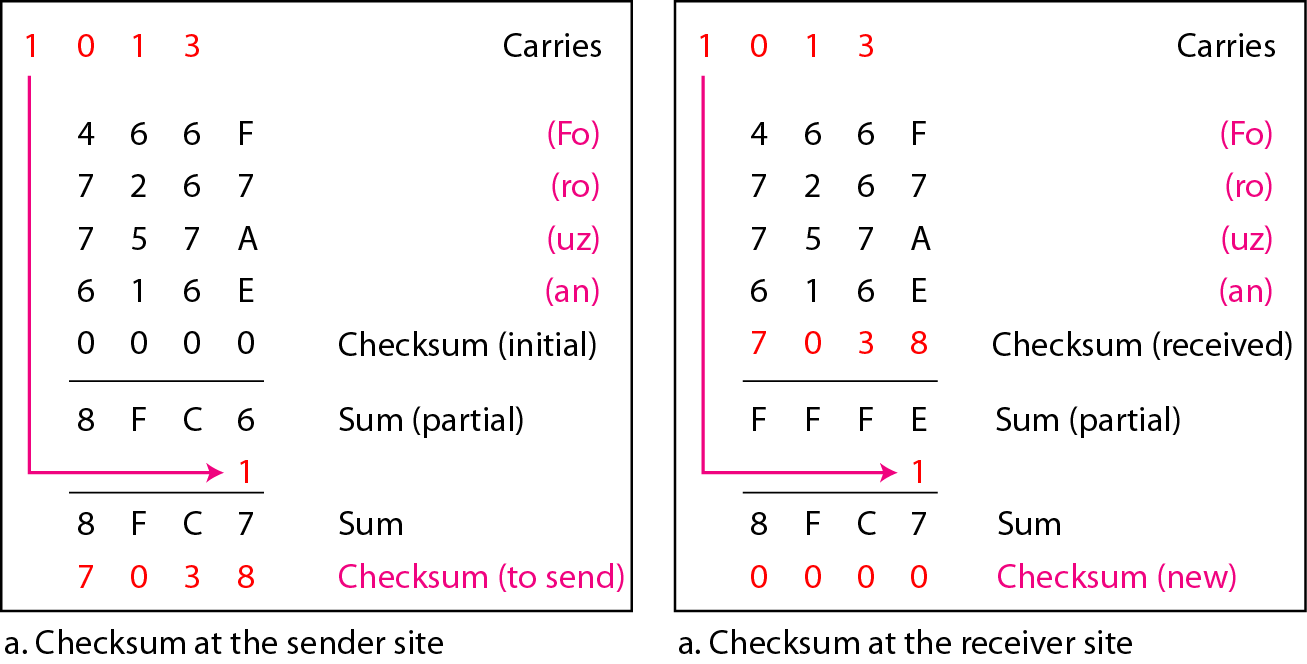 1 0 1 3 Carries
4 6 6 F (Fo)
7 2 6 7 (ro)
7 5 7 A (uz)
6 1 6 E (an)
0 0 0 0 Checksum (initial)
8 F C 6 Sum (partial)
1
8 F C 7 Sum
7 0 3 8 Checksum (to send)
a. Checksum at the sender site
1 0 1 3 Carries
4 6 6 F (Fo)
7 2 6 7 (ro)
7 5 7 A (uz)
6 1 6 E (an)
7 0 3 8 Checksum (received)
F F F E Sum (partial)
1
8 F C 7 Sum
0 0 0 0 Checksum (new)
a. Checksum at the receiver site